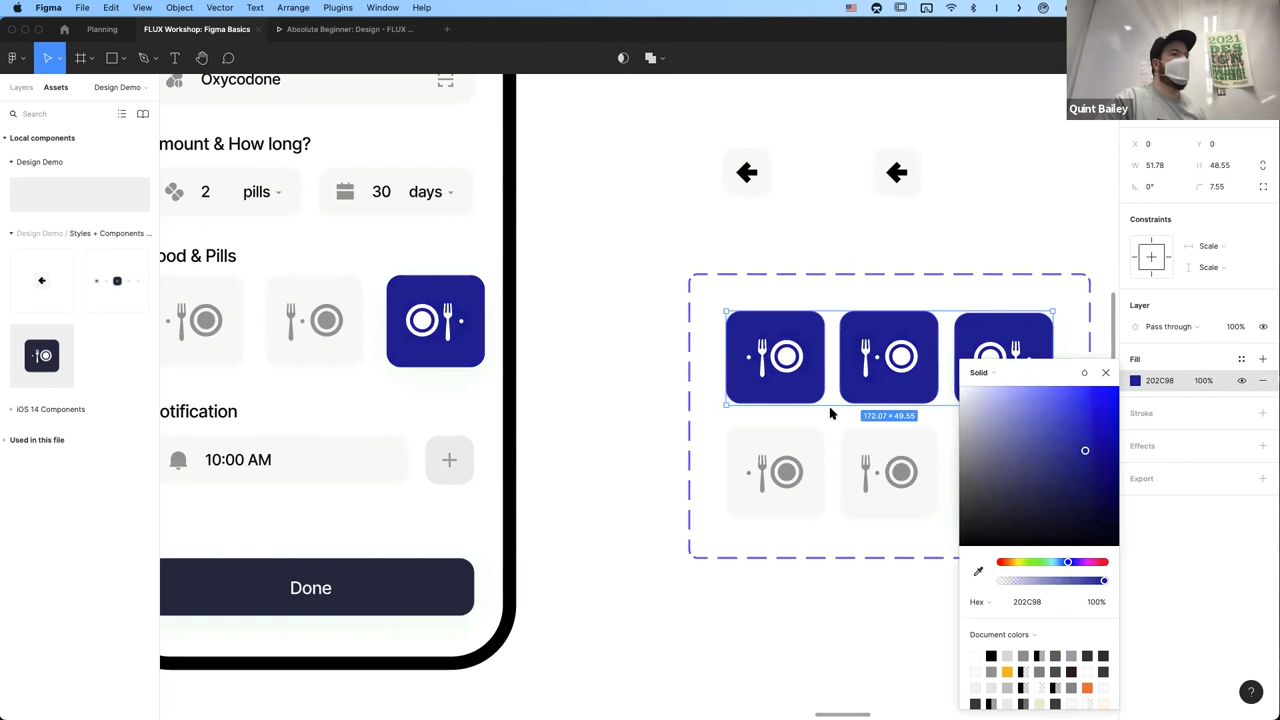 Figma File Edit View Object Vector Text Arrange Plugins Window Help
Planning
FLUX Workshop: Figma Basics
Absolute Beginner: Design - FLUX ...
Layers Assets Design Demo
Search
Local components
Design Demo
Design Demo / Styles + Components ...
iOS 14 Components
Used in this file
Oxycodone
mount & How long?
2 pills
30 days
ood & Pills
otification
10:00 AM
Done
172.07 × 49.55
2021
Quint Bailey
X 0 Y 0
W 51.78 H 48.55
0° 7.55
Constraints
Scale
Scale
Layer
Pass through 100%
Fill
202C98 100%
Stroke
Effects
Export
Solid
Hex 202C98 100%
Document colors
?